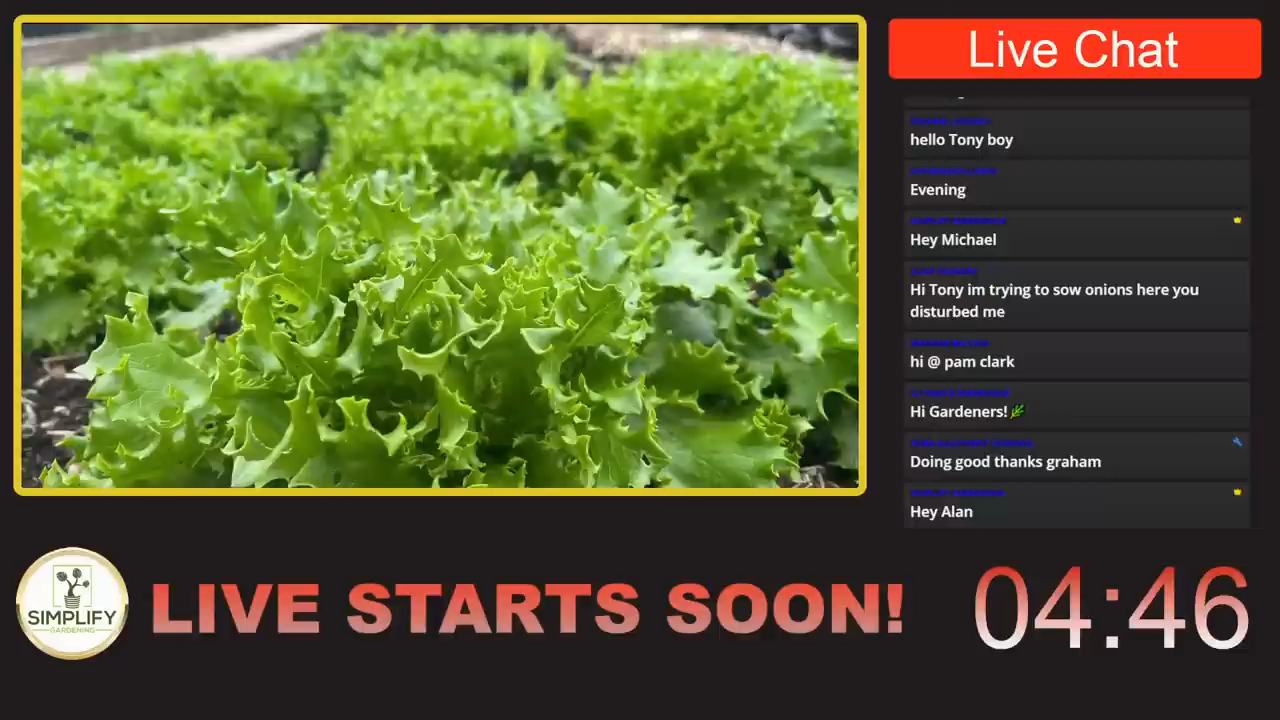 Live Chat
hello Tony boy
Evening
Hey Michael
Hi Tony im trying to sow onions here you
disturbed me
hi @ pam clark
Hi Gardeners!
Doing good thanks graham
Hey Alan
SIMPLIFY
GARDENING
LIVE STARTS SOON!
04:46